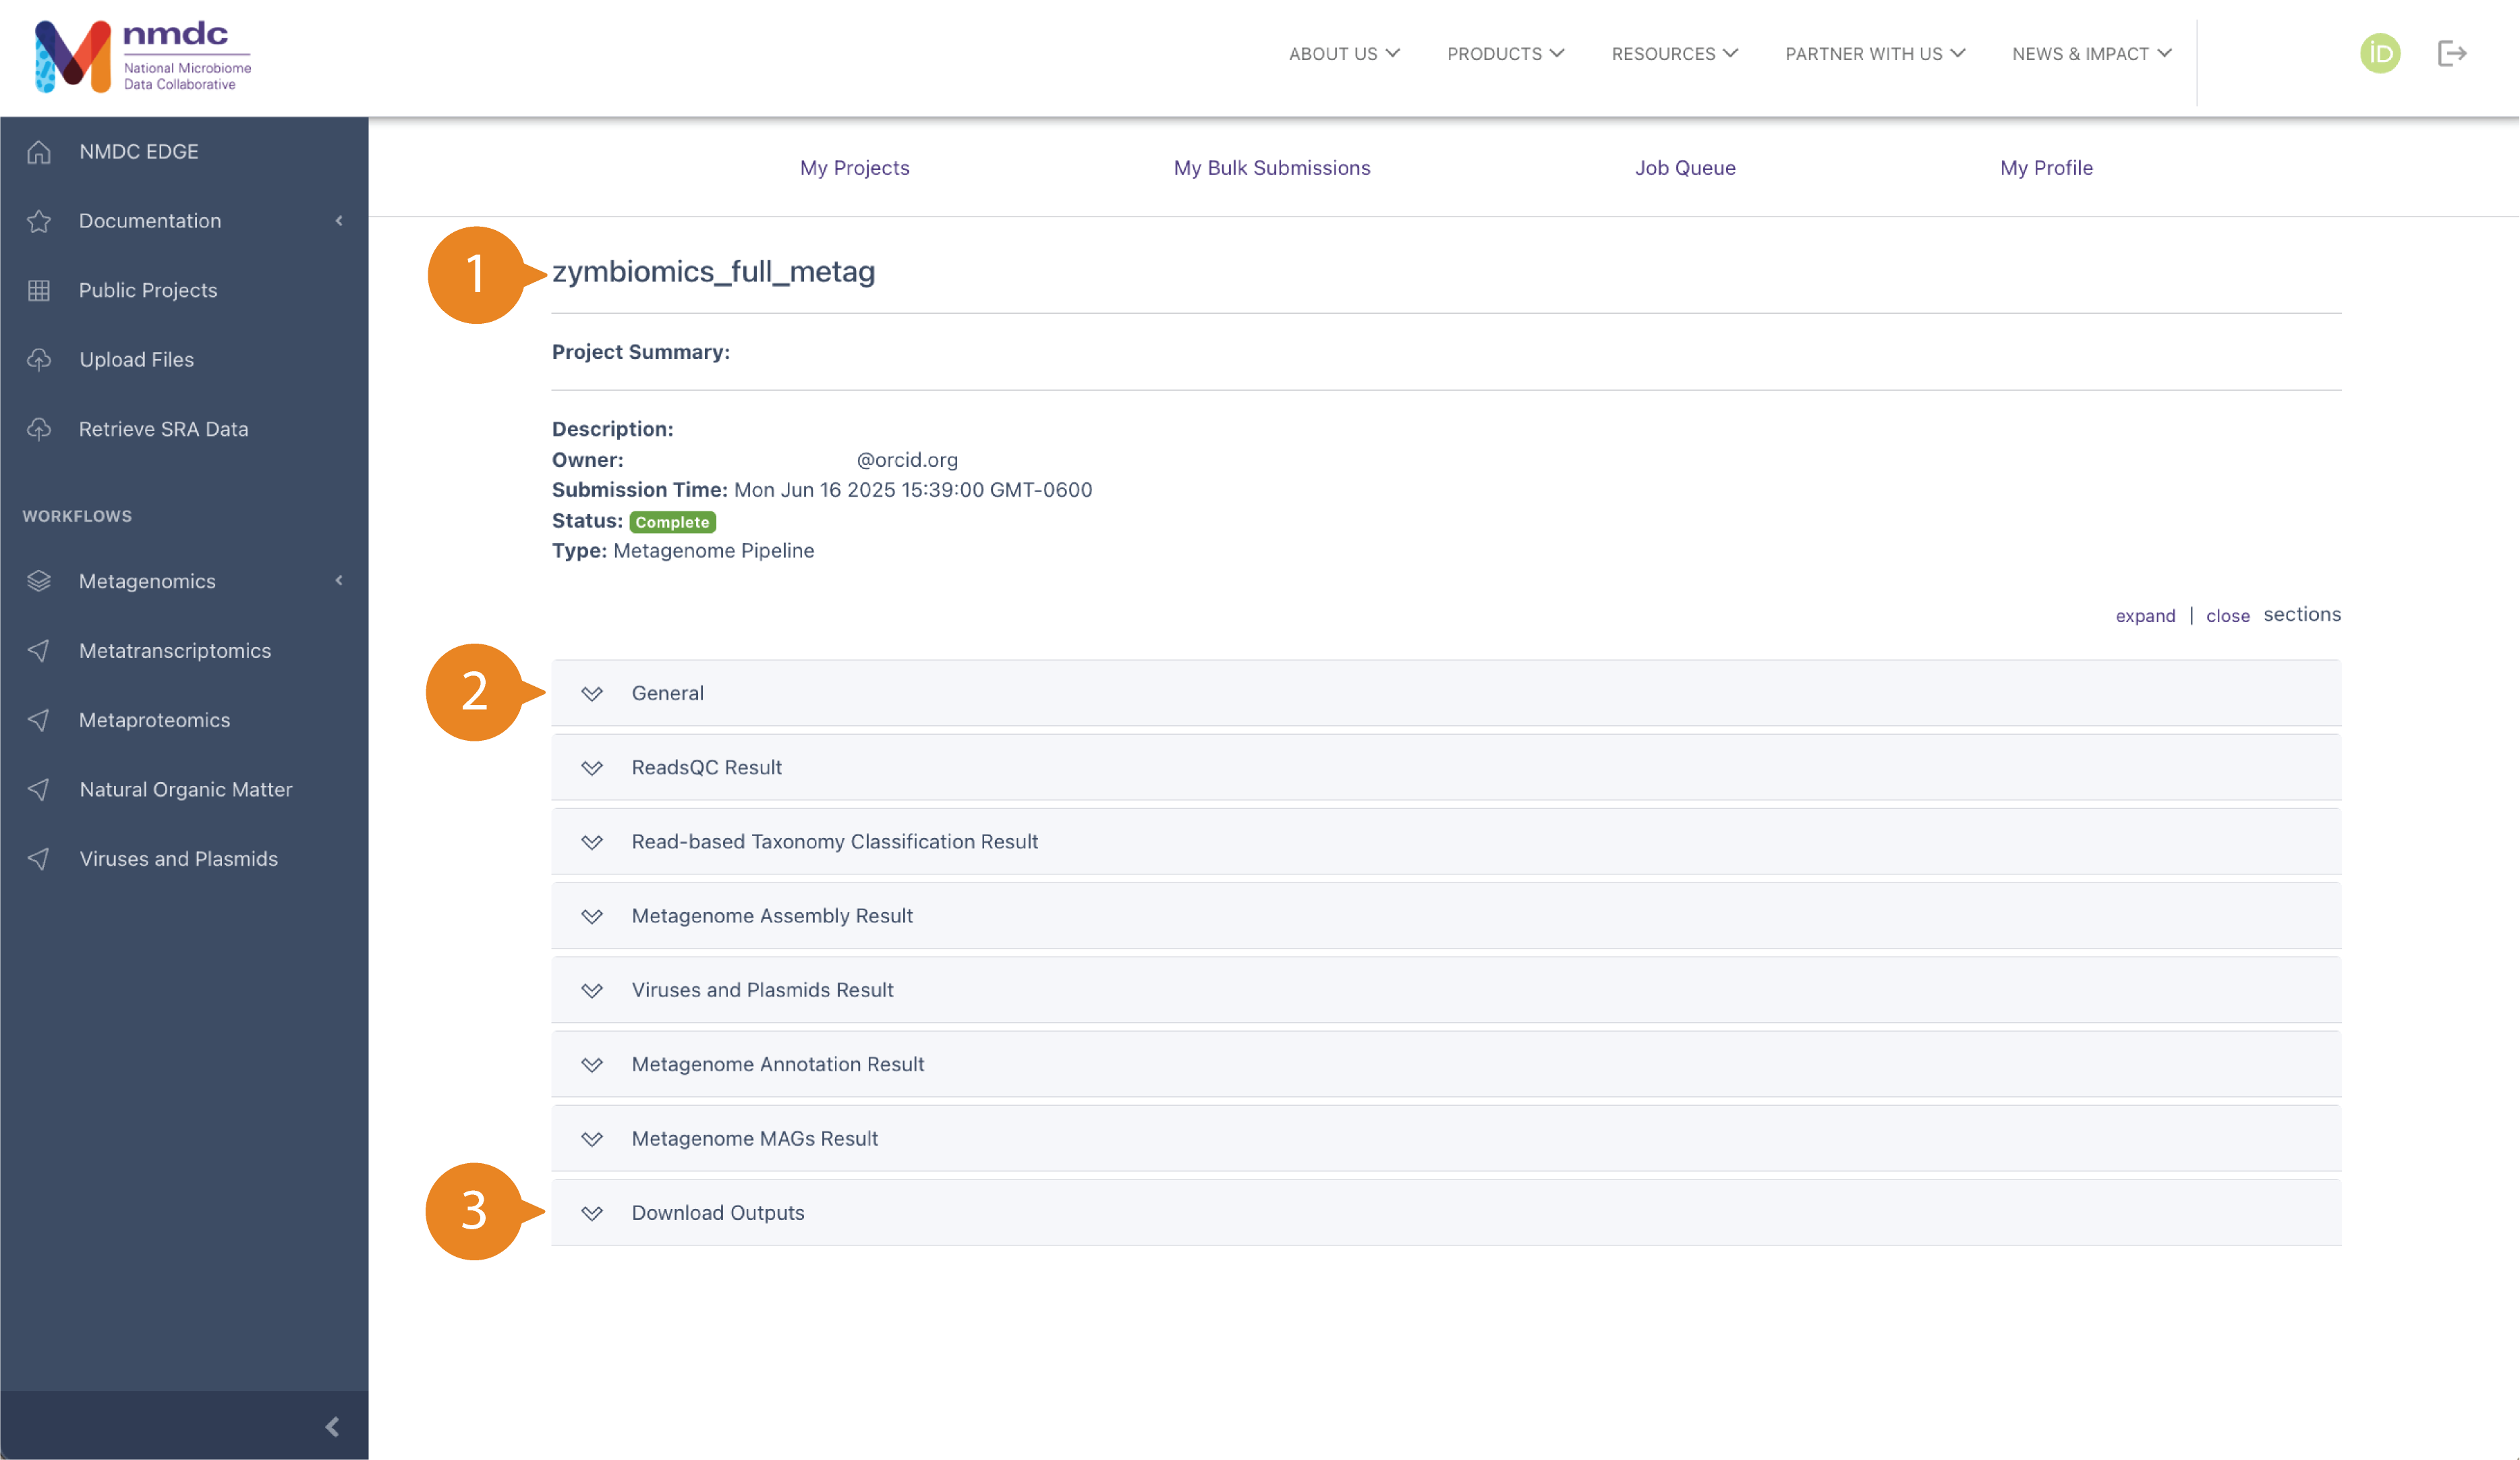 nmdc
National Microbiome
Data Collaborative
ABOUT US
PRODUCTS
RESOURCES
PARTNER WITH US
NEWS & IMPACT
iD
NMDC EDGE
Documentation
Public Projects
Upload Files
Retrieve SRA Data
WORKFLOWS
Metagenomics
Metatranscriptomics
Metaproteomics
Natural Organic Matter
Viruses and Plasmids
My Projects
My Bulk Submissions
Job Queue
My Profile
1
zymbiomics_full_metag
Project Summary:
Description:
Owner: @orcid.org
Submission Time: Mon Jun 16 2025 15:39:00 GMT-0600
Status: Complete
Type: Metagenome Pipeline
expand | close sections
2
General
ReadsQC Result
Read-based Taxonomy Classification Result
Metagenome Assembly Result
Viruses and Plasmids Result
Metagenome Annotation Result
Metagenome MAGs Result
3
Download Outputs